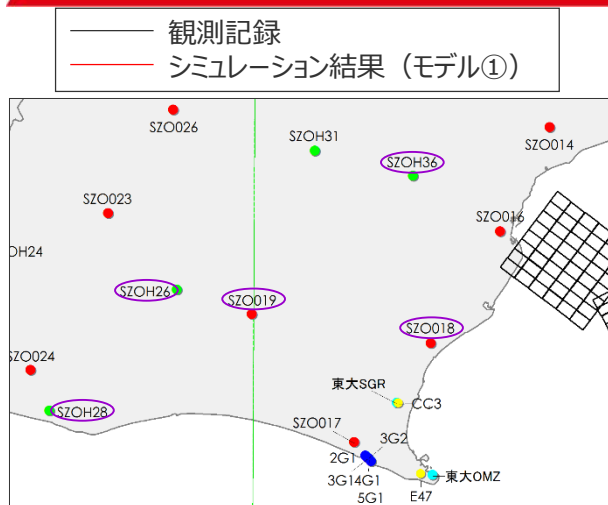 観測記録
シミュレーション結果（モデル①）
SZO026
SZOH31
SZO014
SZOH36
SZO023
SZO016
OH24
SZOH26
SZO019
SZO018
SZO024
東大SGR
CC3
SZOH28
SZO017
3G2
2G1
3G14G1
東大OMZ
5G1
E47